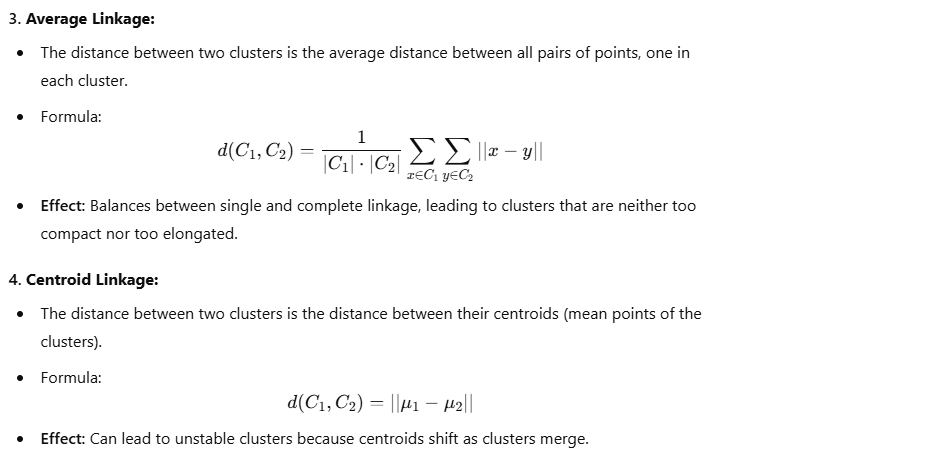 3. Average Linkage:
• The distance between two clusters is the average distance between all pairs of points, one in
each cluster.
• Formula:
d(C₁, C₂) = 1 / (|C₁| · |C₂|) ∑_{x∈C₁} ∑_{y∈C₂} ||x − y||
• Effect: Balances between single and complete linkage, leading to clusters that are neither too
compact nor too elongated.
4. Centroid Linkage:
• The distance between two clusters is the distance between their centroids (mean points of the
clusters).
• Formula:
d(C₁, C₂) = ||μ₁ − μ₂||
• Effect: Can lead to unstable clusters because centroids shift as clusters merge.